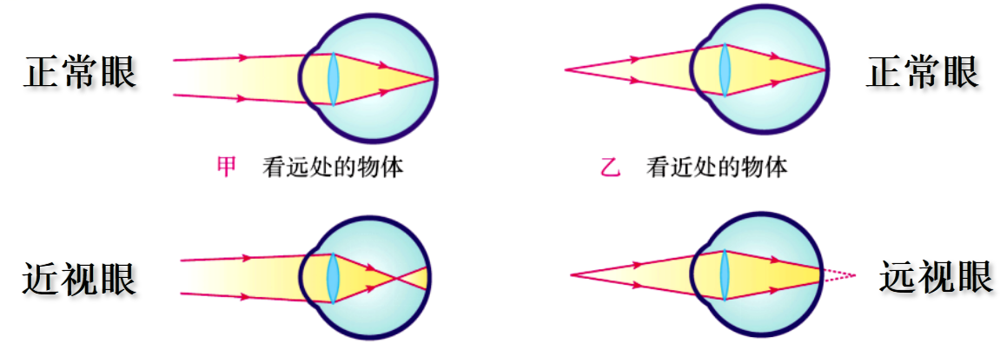 正常眼
正常眼
甲 看远处的物体
乙 看近处的物体
近视眼
远视眼